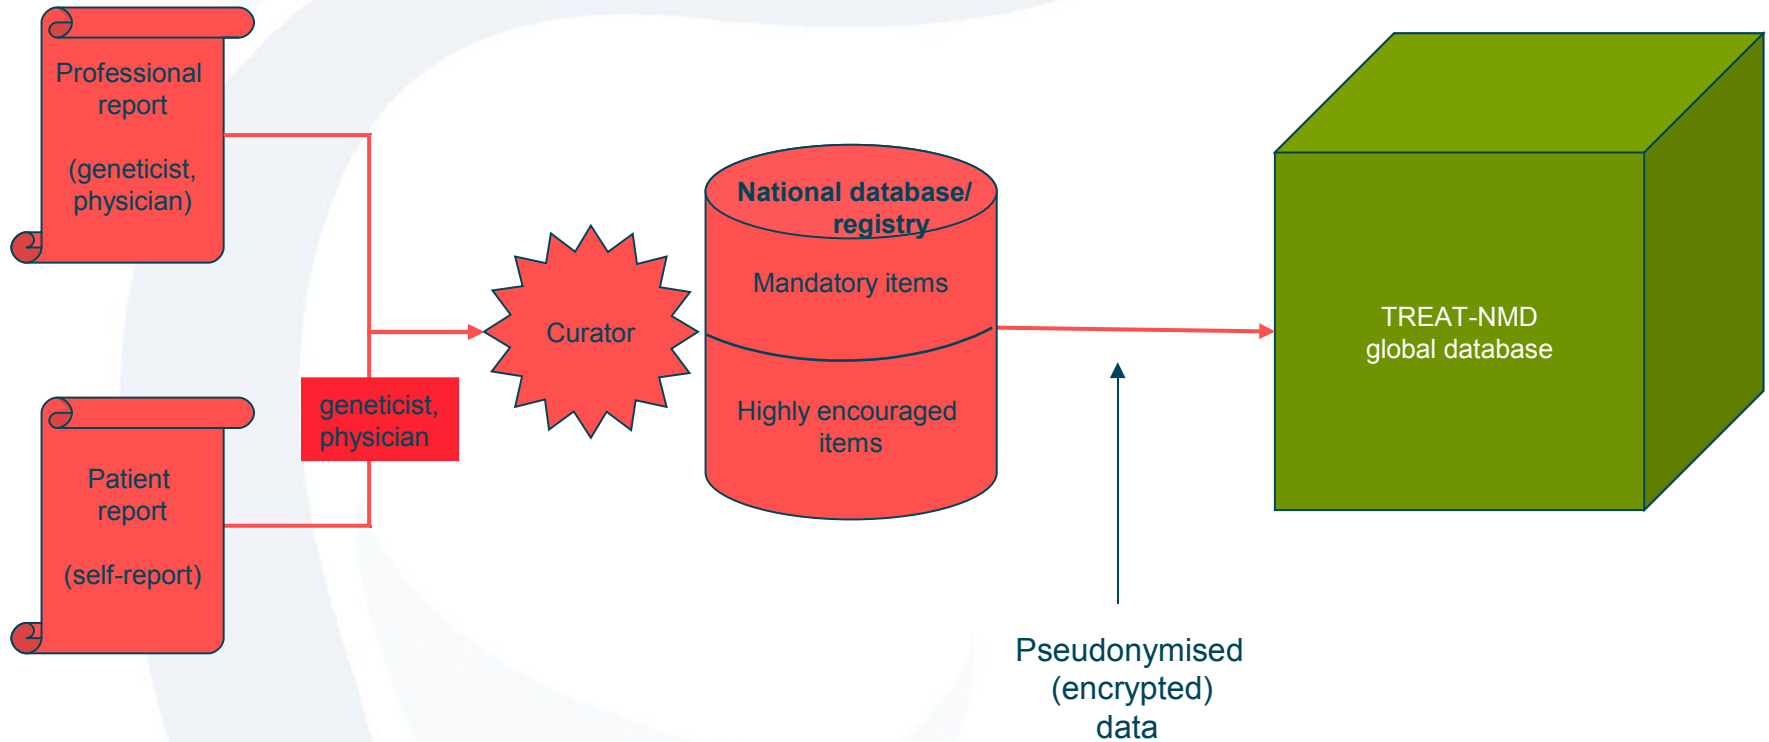 Professional
report
(geneticist,
physician)
Patient
report
(self-report)
geneticist,
physician
Curator
National database/
registry
Mandatory items
Highly encouraged
items
Pseudonymised
(encrypted)
data
TREAT-NMD
global database